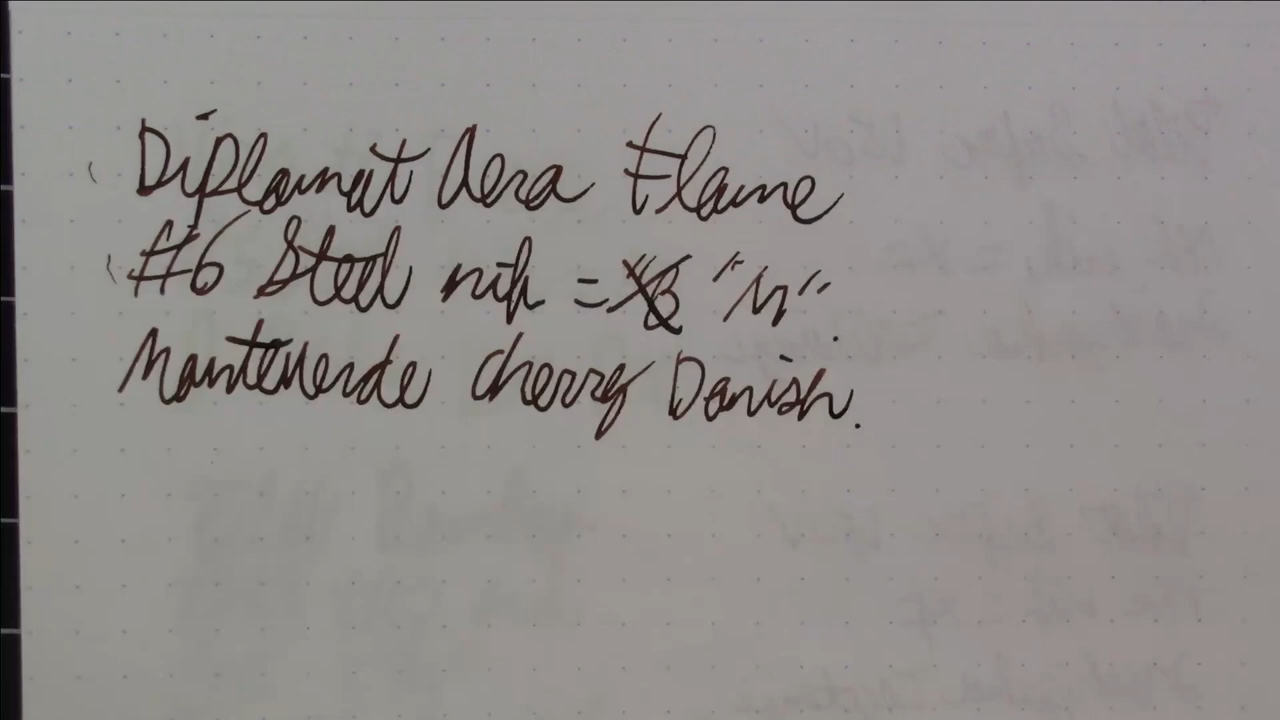 Diplomat Aera Flame
#6 Steel nib = "M".
Monteverde Cherry Danish.